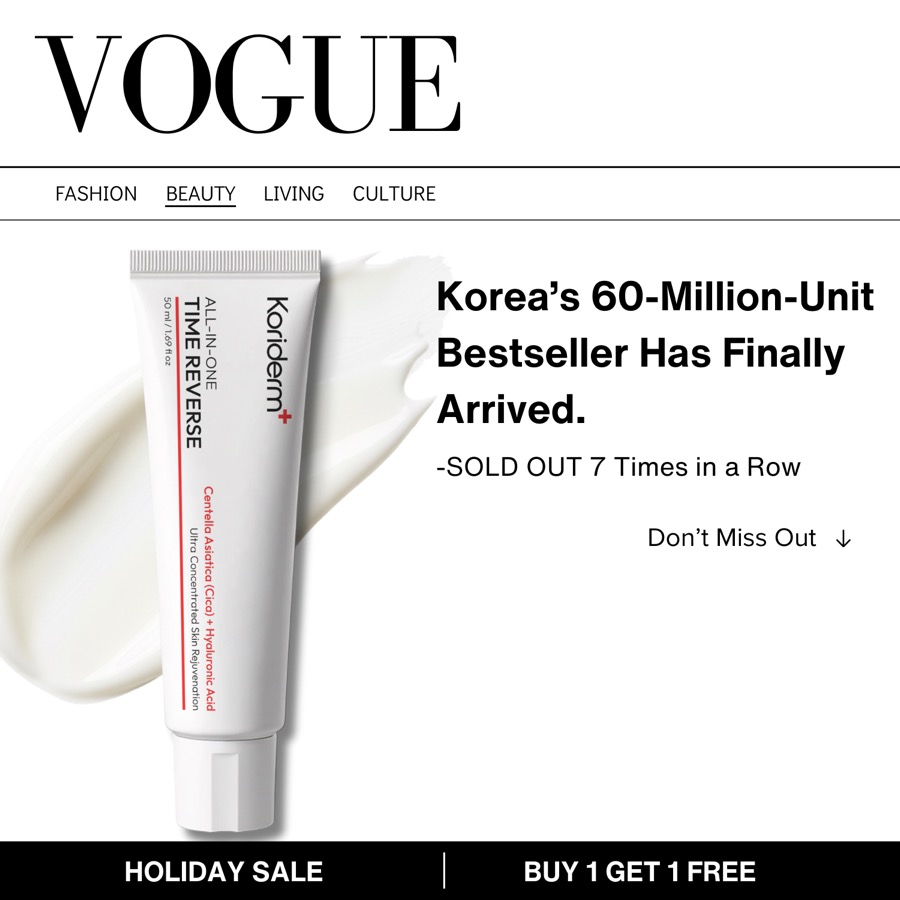 VOGUE
FASHION BEAUTY LIVING CULTURE
Korea’s 60-Million-Unit
Bestseller Has Finally
Arrived.
-SOLD OUT 7 Times in a Row
Don’t Miss Out ↓
Koriderm+
ALL-IN-ONE
TIME REVERSE
50 ml / 1.69 fl oz
Centella Asiatica (Cica) + Hyaluronic Acid
Ultra Concentrated Skin Rejuvenation
HOLIDAY SALE | BUY 1 GET 1 FREE